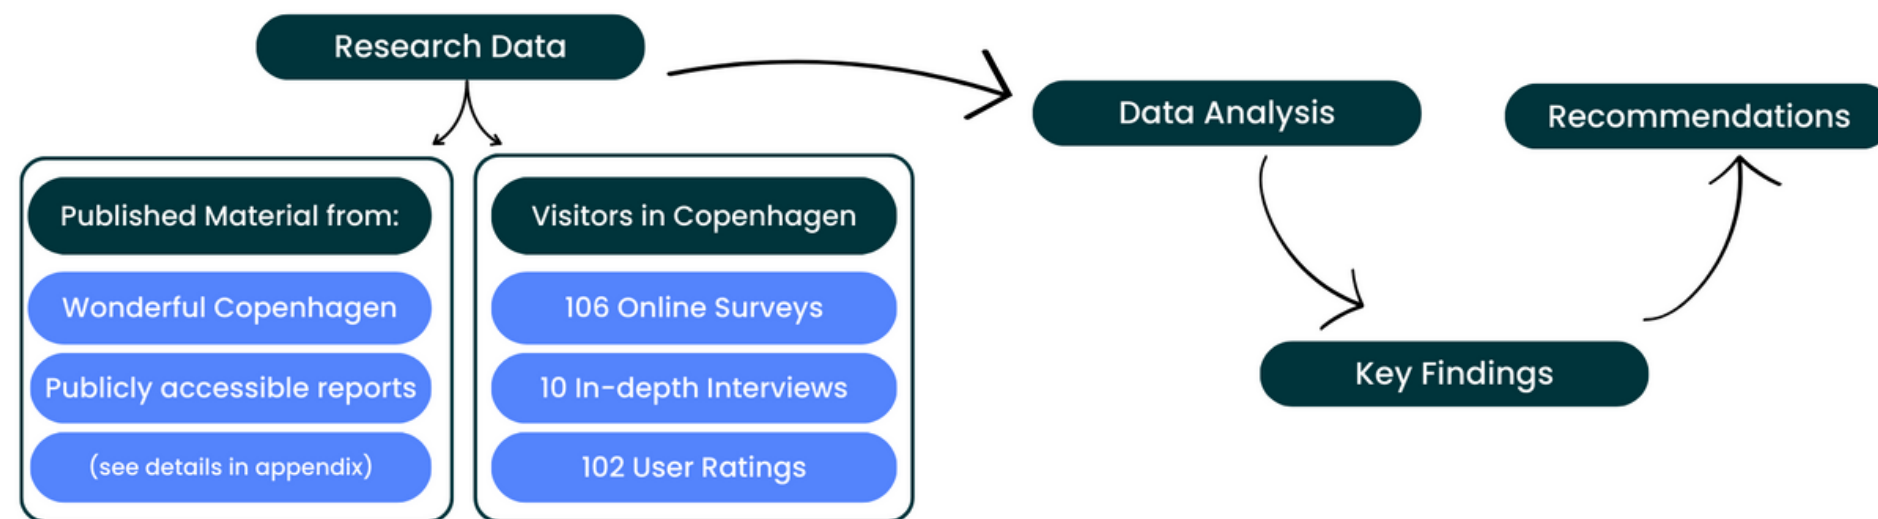 Research Data
Data Analysis
Recommendations
Published Material from:
Wonderful Copenhagen
Publicly accessible reports
(see details in appendix)
Visitors in Copenhagen
106 Online Surveys
10 In-depth Interviews
102 User Ratings
Key Findings